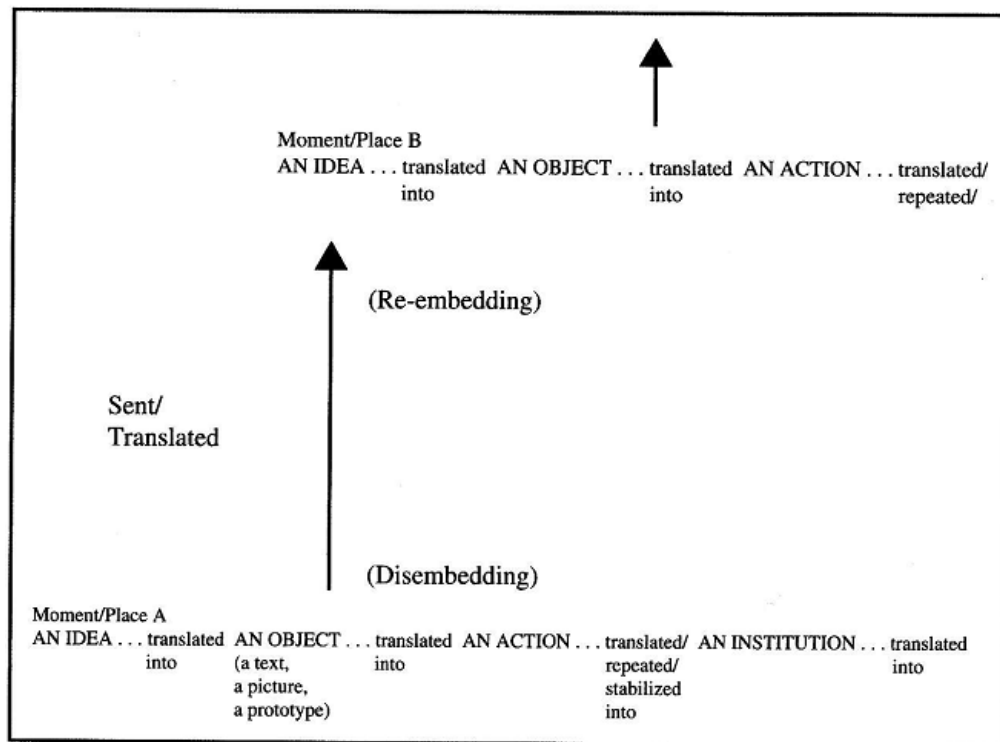 Moment/Place B
AN IDEA . . . translated AN OBJECT . . . translated AN ACTION . . . translated/
into into repeated/
(Re-embedding)
Sent/
Translated
(Disembedding)
Moment/Place A
AN IDEA . . . translated AN OBJECT . . . translated AN ACTION . . . translated/ AN INSTITUTION . . . translated
into (a text, into repeated/ into
a picture, stabilized
a prototype) into